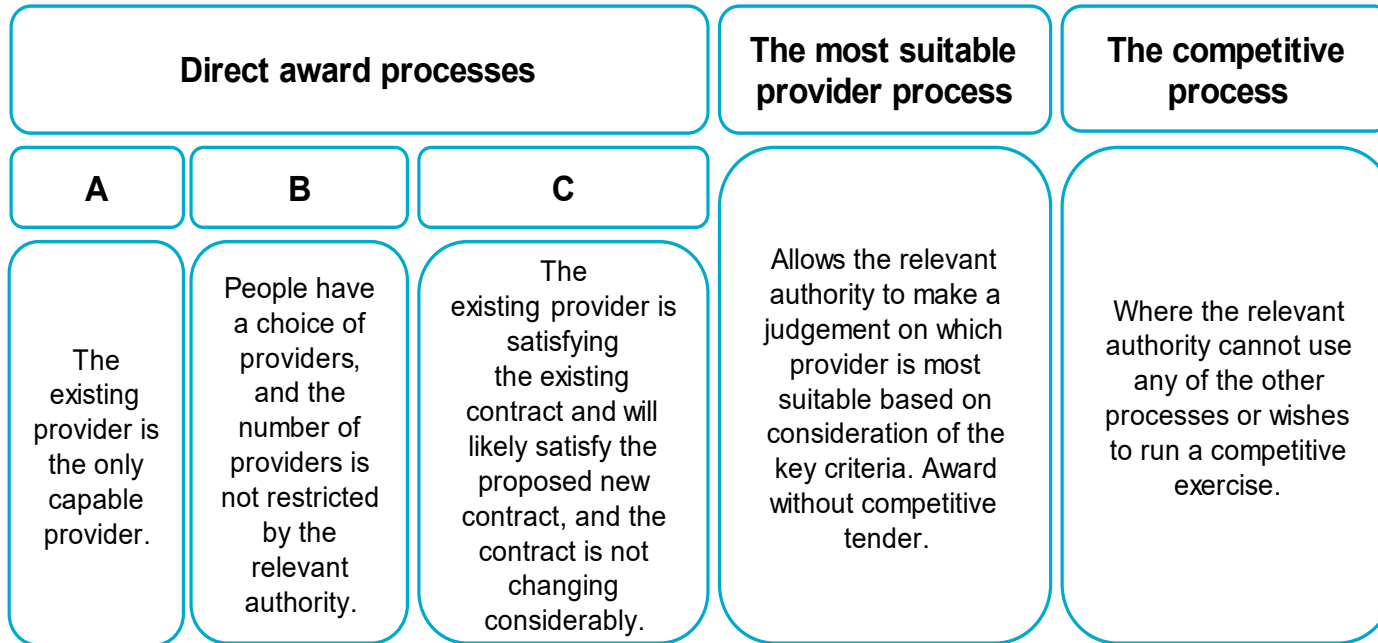 Direct award processes
The most suitable
provider process
The competitive
process
A
B
C
The
existing
provider is
the only
capable
provider.
People have
a choice of
providers,
and the
number of
providers is
not restricted
by the
relevant
authority.
The
existing provider is
satisfying
the existing
contract and will
likely satisfy the
proposed new
contract, and the
contract is not
changing
considerably.
Allows the relevant
authority to make a
judgement on which
provider is most
suitable based on
consideration of the
key criteria. Award
without competitive
tender.
Where the relevant
authority cannot use
any of the other
processes or wishes
to run a competitive
exercise.